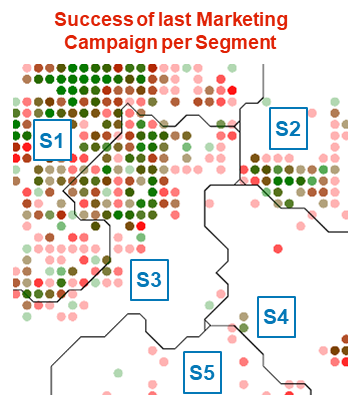 Success of last Marketing
Campaign per Segment
S1
S2
S3
S4
S5